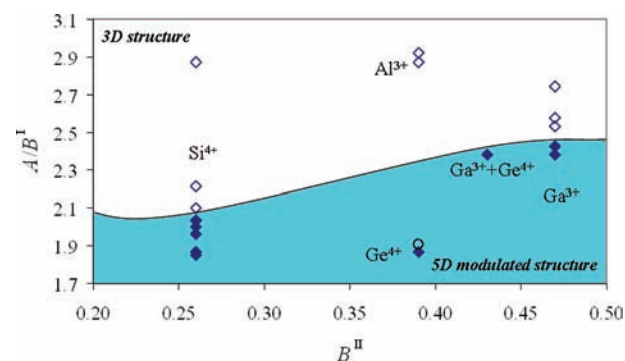 3.1
3D structure
2.9
Al³⁺
2.7
A/Bᴵ
2.5
Si⁴⁺
2.3
Ga³⁺+Ge⁴⁺
2.1
Ga³⁺
1.9
Ge⁴⁺
5D modulated structure
1.7
0.20 0.25 0.30 0.35 0.40 0.45 0.50
Bᴵᴵ